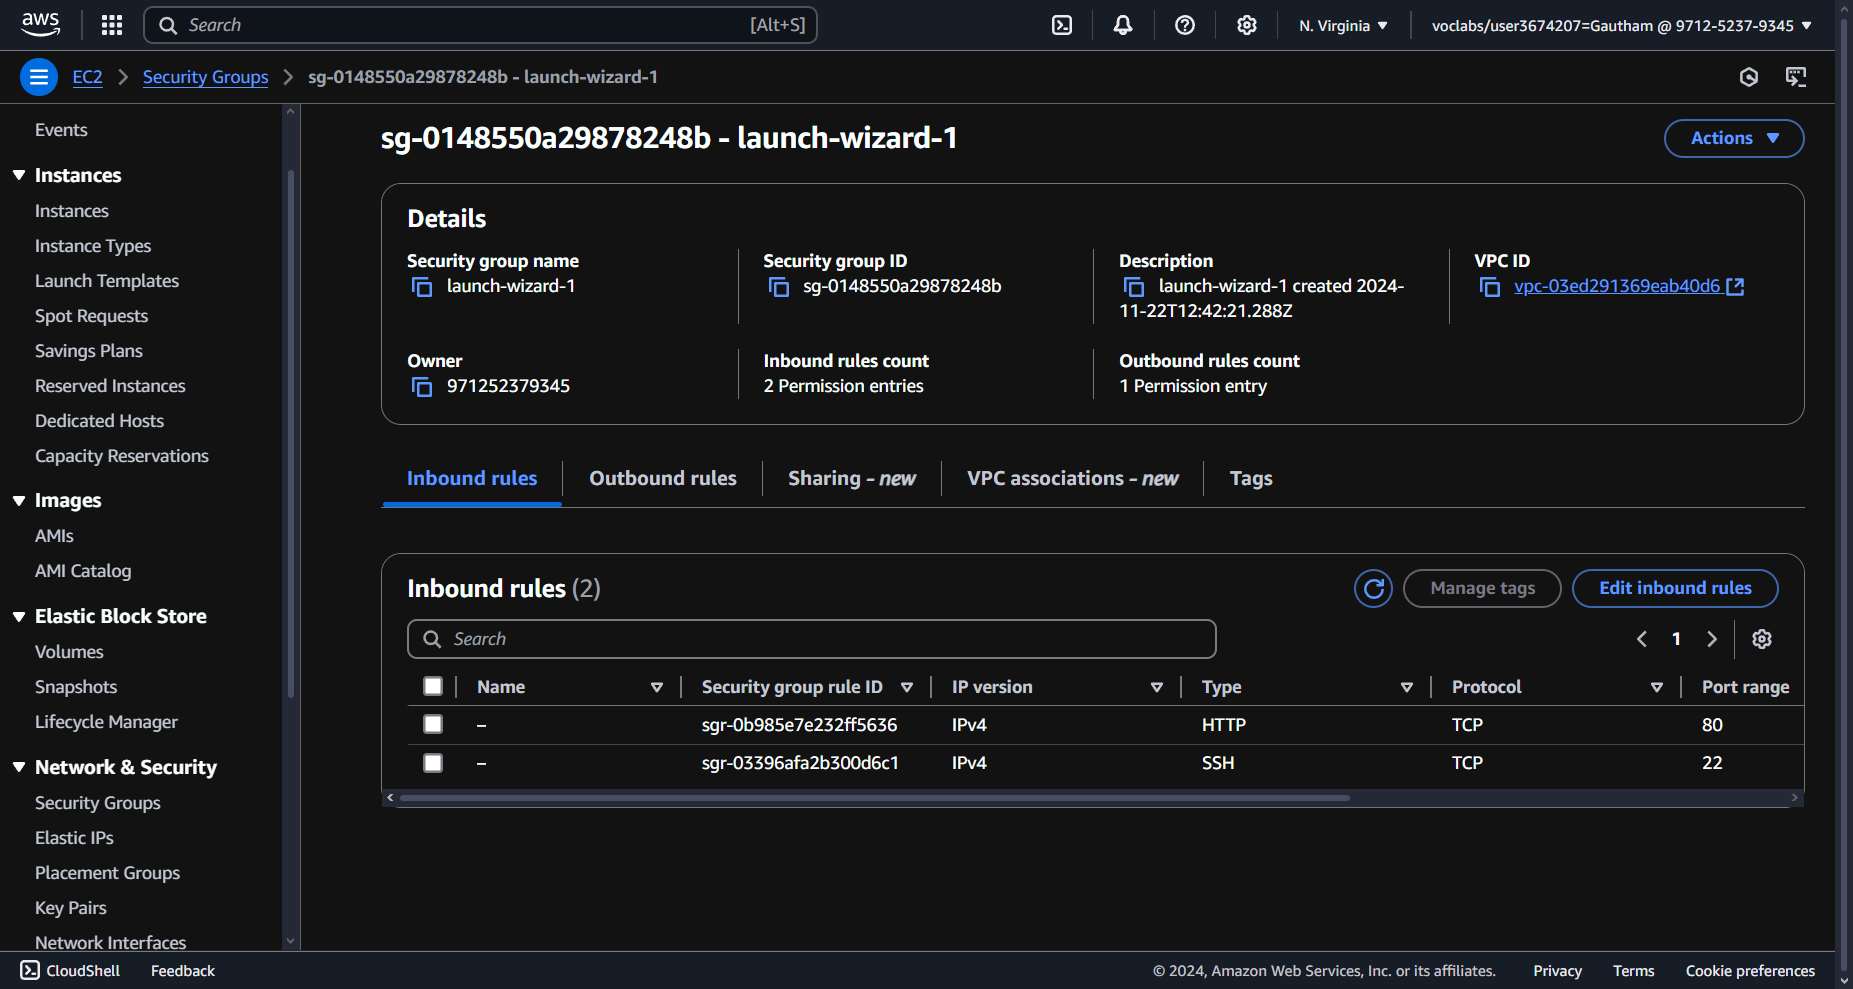 aws
Search [Alt+S]
N. Virginia
voclabs/user3674207=Gautham @ 9712-5237-9345
EC2
Security Groups
sg-0148550a29878248b - launch-wizard-1
Events
Instances
Instances
Instance Types
Launch Templates
Spot Requests
Savings Plans
Reserved Instances
Dedicated Hosts
Capacity Reservations
Images
AMIs
AMI Catalog
Elastic Block Store
Volumes
Snapshots
Lifecycle Manager
Network & Security
Security Groups
Elastic IPs
Placement Groups
Key Pairs
Network Interfaces
sg-0148550a29878248b - launch-wizard-1
Actions
Details
Security group name
launch-wizard-1
Security group ID
sg-0148550a29878248b
Description
launch-wizard-1 created 2024-
11-22T12:42:21.288Z
VPC ID
vpc-03ed291369eab40d6
Owner
971252379345
Inbound rules count
2 Permission entries
Outbound rules count
1 Permission entry
Inbound rules
Outbound rules
Sharing - new
VPC associations - new
Tags
Inbound rules (2)
Manage tags
Edit inbound rules
Search
1
Name Security group rule ID IP version Type Protocol Port range
– sgr-0b985e7e232ff5636 IPv4 HTTP TCP 80
– sgr-03396afa2b300d6c1 IPv4 SSH TCP 22
CloudShell Feedback
© 2024, Amazon Web Services, Inc. or its affiliates. Privacy Terms Cookie preferences